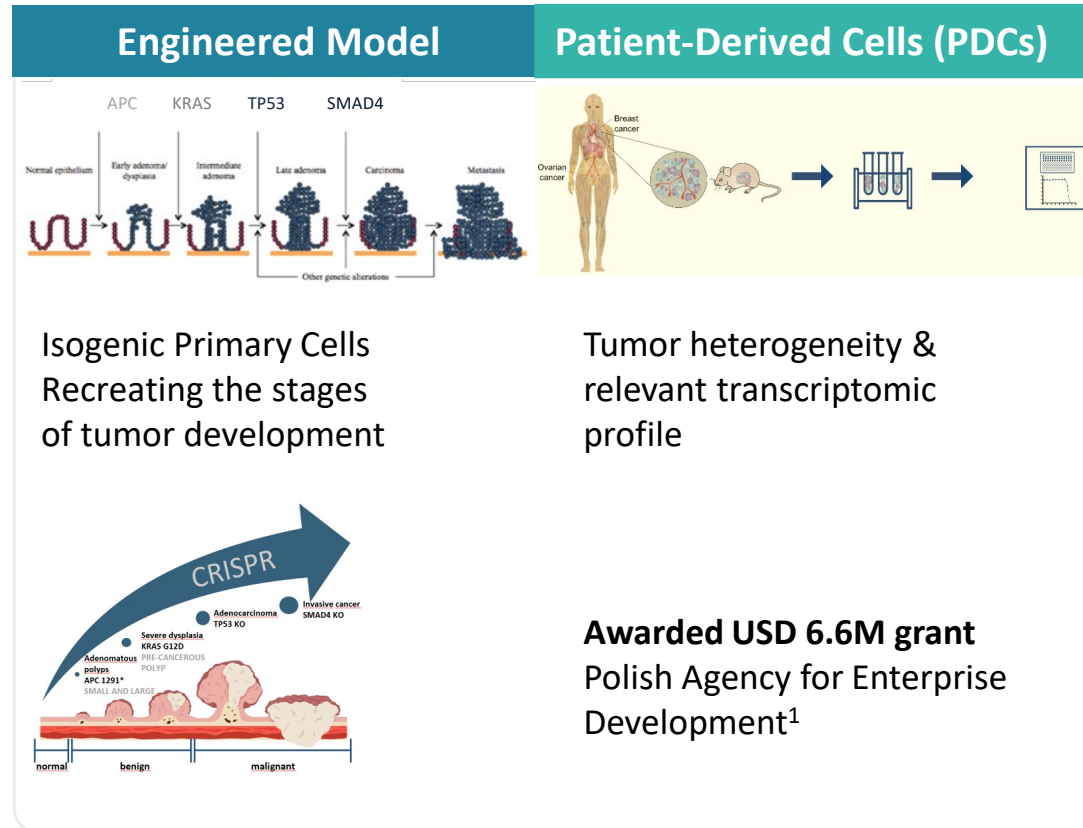 Engineered Model
Patient-Derived Cells (PDCs)
APC
KRAS
TP53
SMAD4
Normal epithelium
Early adenoma/
dysplasia
Intermediate
adenoma
Late adenoma
Carcinoma
Metastasis
Other genetic alterations
Breast
cancer
Ovarian
cancer
Isogenic Primary Cells
Recreating the stages
of tumor development
Tumor heterogeneity &
relevant transcriptomic
profile
CRISPR
Invasive cancer
SMAD4 KO
Adenocarcinoma
TP53 KO
Severe dysplasia
KRAS G12D
PRE-CANCEROUS
POLYP
Adenomatous
polyps
APC 1291*
SMALL AND LARGE
normal
benign
malignant
Awarded USD 6.6M grant
Polish Agency for Enterprise
Development1